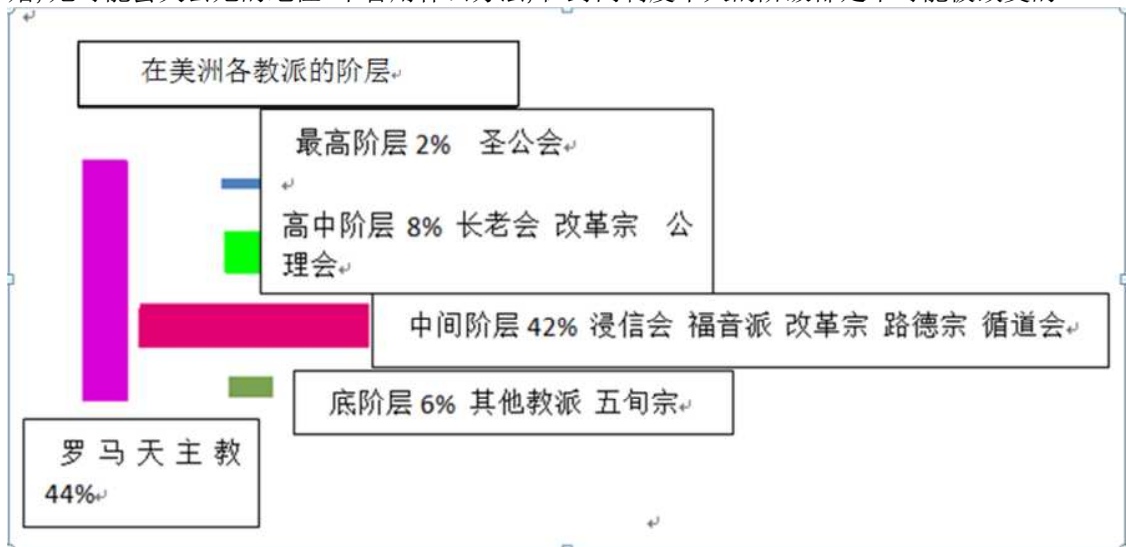 在美洲各教派的阶层
最高阶层 2% 圣公会
高中阶层 8% 长老会 改革宗 公
理会
中间阶层 42% 浸信会 福音派 改革宗 路德宗 循道会
底阶层 6% 其他教派 五旬宗
罗马天主教
44%